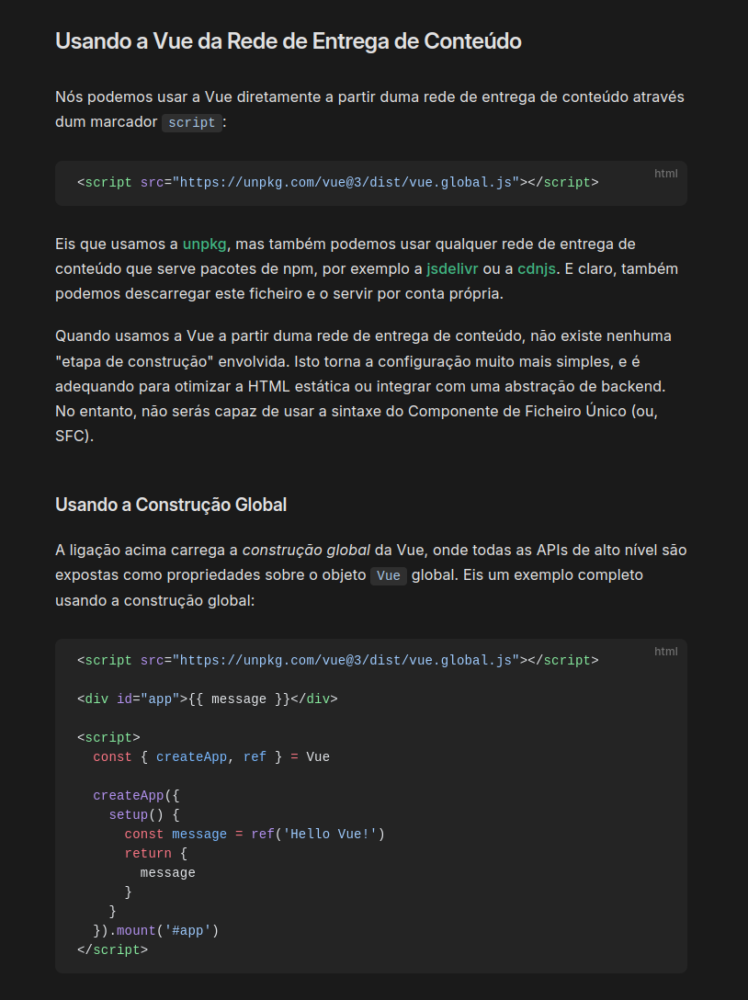 Usando a Vue da Rede de Entrega de Conteúdo
Nós podemos usar a Vue diretamente a partir duma rede de entrega de conteúdo através
dum marcador script:
html
<script src="https://unpkg.com/vue@3/dist/vue.global.js"></script>
Eis que usamos a unpkg, mas também podemos usar qualquer rede de entrega de
conteúdo que serve pacotes de npm, por exemplo a jsdelivr ou a cdnjs. E claro, também
podemos descarregar este ficheiro e o servir por conta própria.
Quando usamos a Vue a partir duma rede de entrega de conteúdo, não existe nenhuma
"etapa de construção" envolvida. Isto torna a configuração muito mais simples, e é
adequando para otimizar a HTML estática ou integrar com uma abstração de backend.
No entanto, não serás capaz de usar a sintaxe do Componente de Ficheiro Único (ou,
SFC).
Usando a Construção Global
A ligação acima carrega a construção global da Vue, onde todas as APIs de alto nível são
expostas como propriedades sobre o objeto Vue global. Eis um exemplo completo
usando a construção global:
html
<script src="https://unpkg.com/vue@3/dist/vue.global.js"></script>
<div id="app">{{ message }}</div>
<script>
  const { createApp, ref } = Vue
  createApp({
    setup() {
      const message = ref('Hello Vue!')
      return {
        message
      }
    }
  }).mount('#app')
</script>